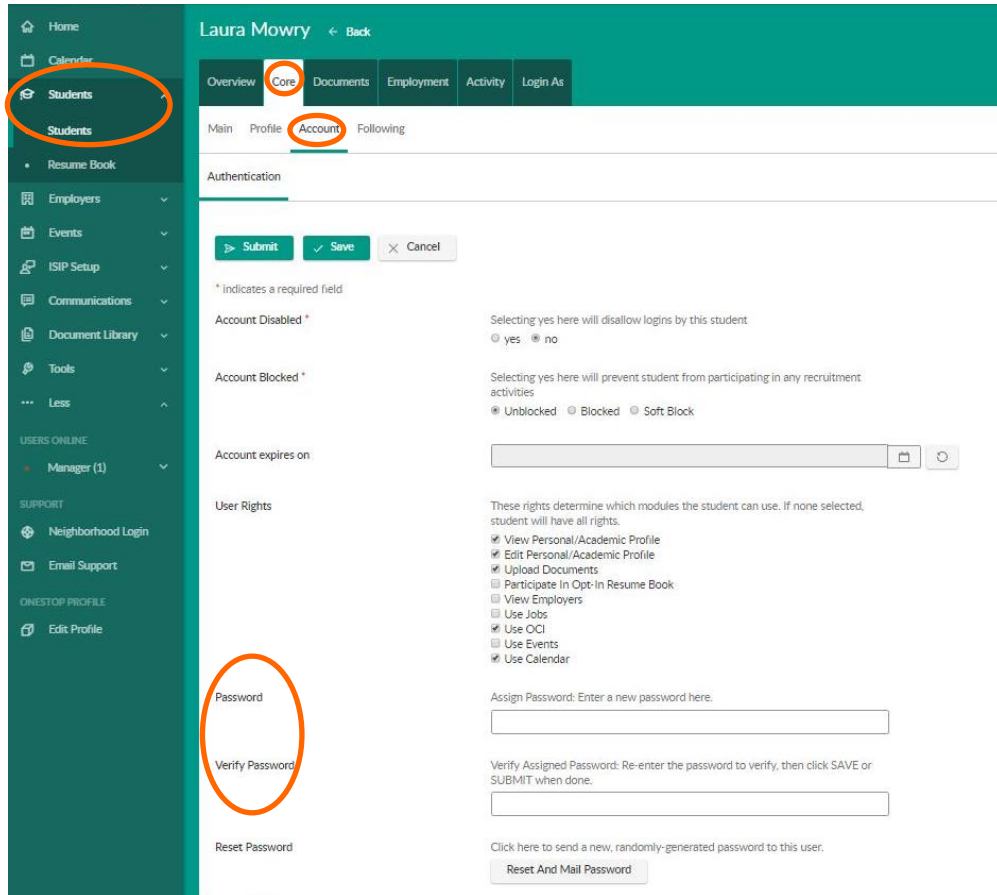 Home
Calendar
Students
Students
Resume Book
Employers
Events
ISIP Setup
Communications
Document Library
Tools
Less
USERS ONLINE
Manager (1)
SUPPORT
Neighborhood Login
Email Support
ONESTOP PROFILE
Edit Profile
Laura Mowry ← Back
Overview Core Documents Employment Activity Login As
Main Profile Account Following
Authentication
Submit Save Cancel
* indicates a required field
Account Disabled *
Selecting yes here will disallow logins by this student
yes no
Account Blocked *
Selecting yes here will prevent student from participating in any recruitment
activities
Unblocked Blocked Soft Block
Account expires on
User Rights
These rights determine which modules the student can use. If none selected,
student will have all rights.
View Personal/Academic Profile
Edit Personal/Academic Profile
Upload Documents
Participate In Opt-In Resume Book
View Employers
Use Jobs
Use OCI
Use Events
Use Calendar
Password
Assign Password: Enter a new password here.
Verify Password
Verify Assigned Password: Re-enter the password to verify, then click SAVE or
SUBMIT when done.
Reset Password
Click here to send a new, randomly-generated password to this user.
Reset And Mail Password